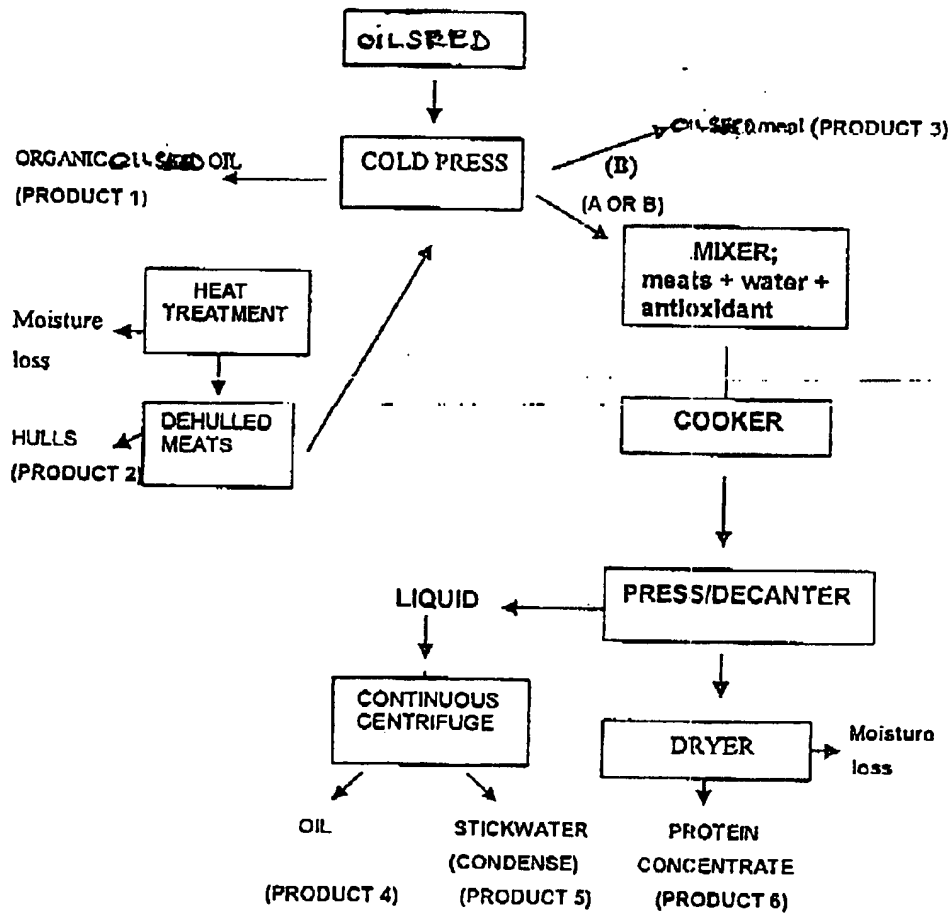 OILSEED
COLD PRESS
OILSEED meal (PRODUCT 3)
(B)
(A OR B)
ORGANIC OILSEED OIL
(PRODUCT 1)
MIXER;
meats + water +
antioxidant
HEAT
TREATMENT
Moisture
loss
DEHULLED
MEATS
HULLS
(PRODUCT 2)
COOKER
PRESS/DECANTER
LIQUID
CONTINUOUS
CENTRIFUGE
DRYER
Moisture
loss
OIL
(PRODUCT 4)
STICKWATER
(CONDENSE)
(PRODUCT 5)
PROTEIN
CONCENTRATE
(PRODUCT 6)